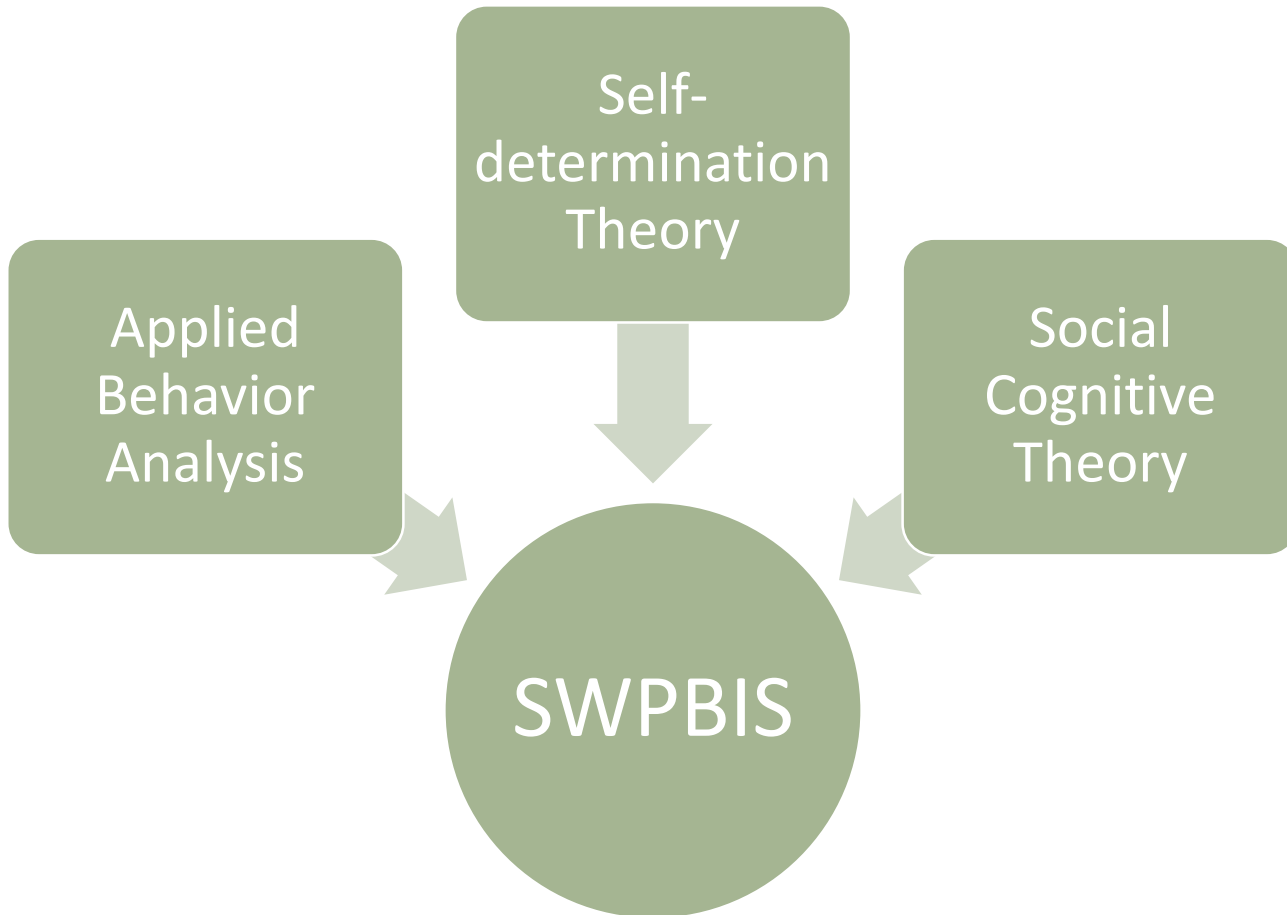 Self-
determination
Theory
Applied
Behavior
Analysis
Social
Cognitive
Theory
SWPBIS